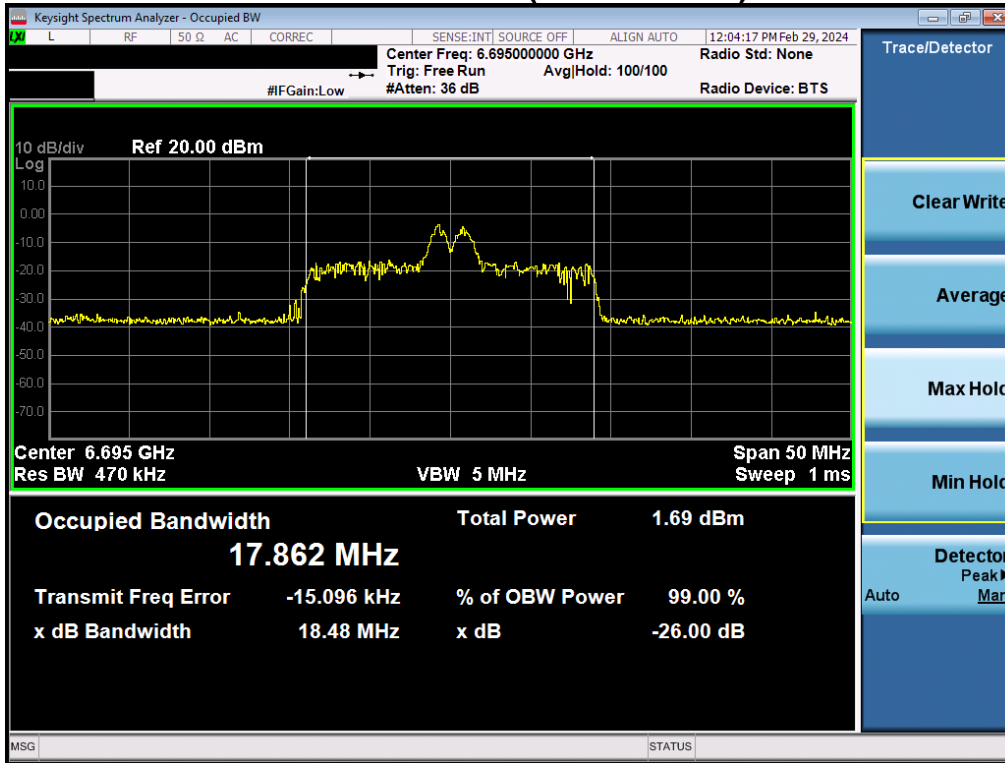 Keysight Spectrum Analyzer - Occupied BW
LXI L RF 50 Ω AC CORREC SENSE:INT SOURCE OFF ALIGN AUTO 12:04:17 PM Feb 29, 2024
Center Freq: 6.695000000 GHz Radio Std: None
Trig: Free Run Avg|Hold: 100/100
#IFGain:Low #Atten: 36 dB Radio Device: BTS
Trace/Detector
10 dB/div Ref 20.00 dBm
Log
10.0
0.00
-10.0
-20.0
-30.0
-40.0
-50.0
-60.0
-70.0
Center 6.695 GHz Span 50 MHz
Res BW 470 kHz VBW 5 MHz Sweep 1 ms
Occupied Bandwidth Total Power 1.69 dBm
17.862 MHz
Transmit Freq Error -15.096 kHz % of OBW Power 99.00 %
x dB Bandwidth 18.48 MHz x dB -26.00 dB
Clear Write
Average
Max Hold
Min Hold
Detector
Peak
Auto Man
MSG STATUS